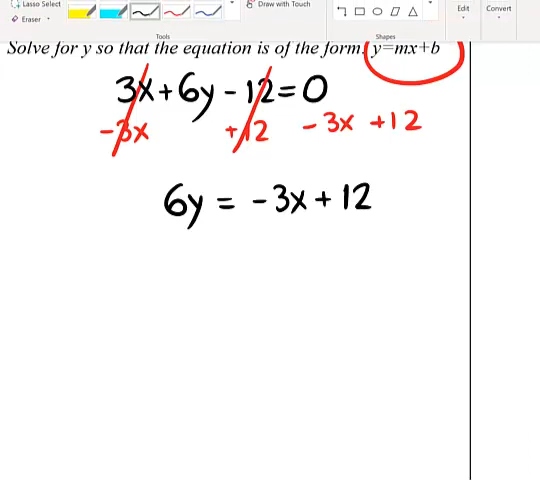 Lasso Select
Draw with Touch
Edit
Convert
Eraser
Tools
Shapes
Solve for y so that the equation is of the form: y=mx+b
3x+6y-12=0
-3x +12 -3x +12
6y = -3x+12